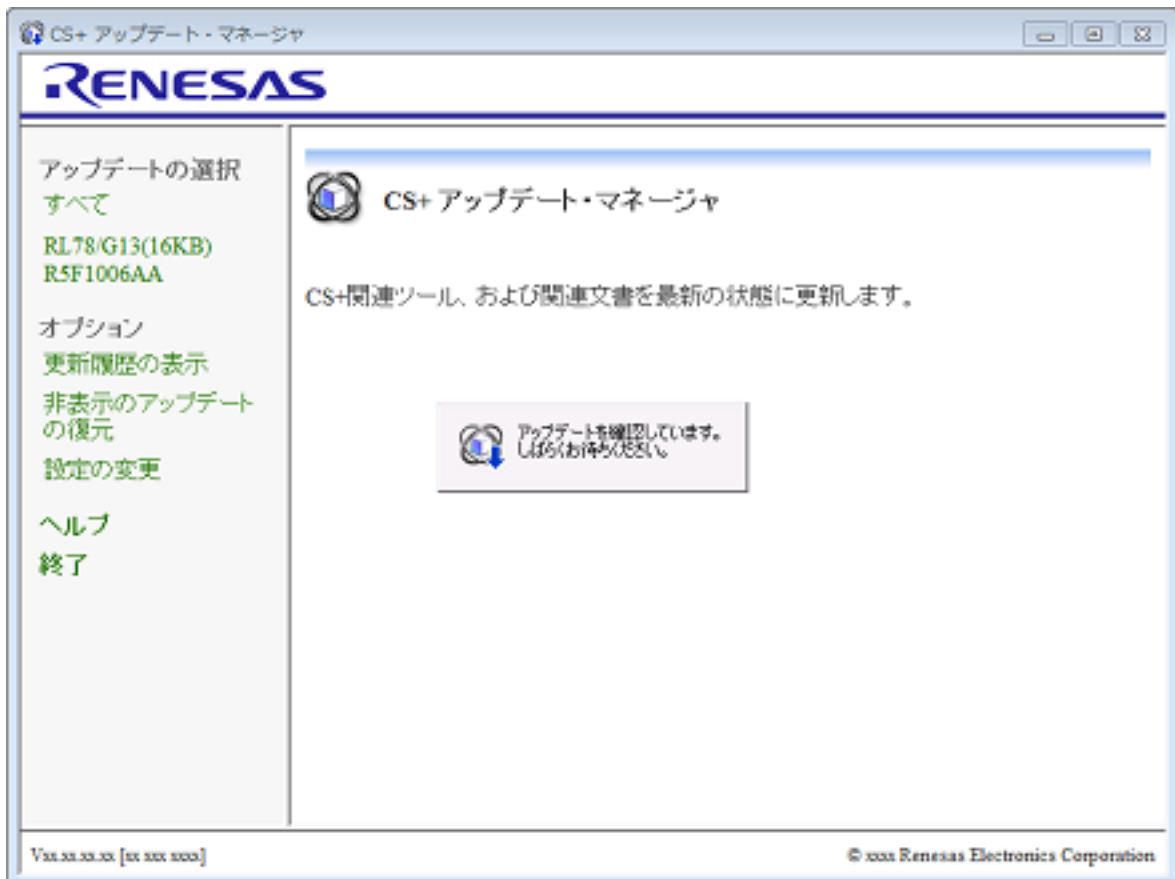 CS+ アップデート・マネージャ
RENESAS
アップデートの選択
すべて
RL78/G13(16KB)
R5F1006AA
オプション
更新履歴の表示
非表示のアップデート
の復元
設定の変更
ヘルプ
終了
CS+ アップデート・マネージャ
CS+関連ツール、および関連文書を最新の状態に更新します。
アップデートを確認しています。
しばらくお待ちください。
Vxx.xx.xx.xx [xx xxx xxxx]
© xxxx Renesas Electronics Corporation